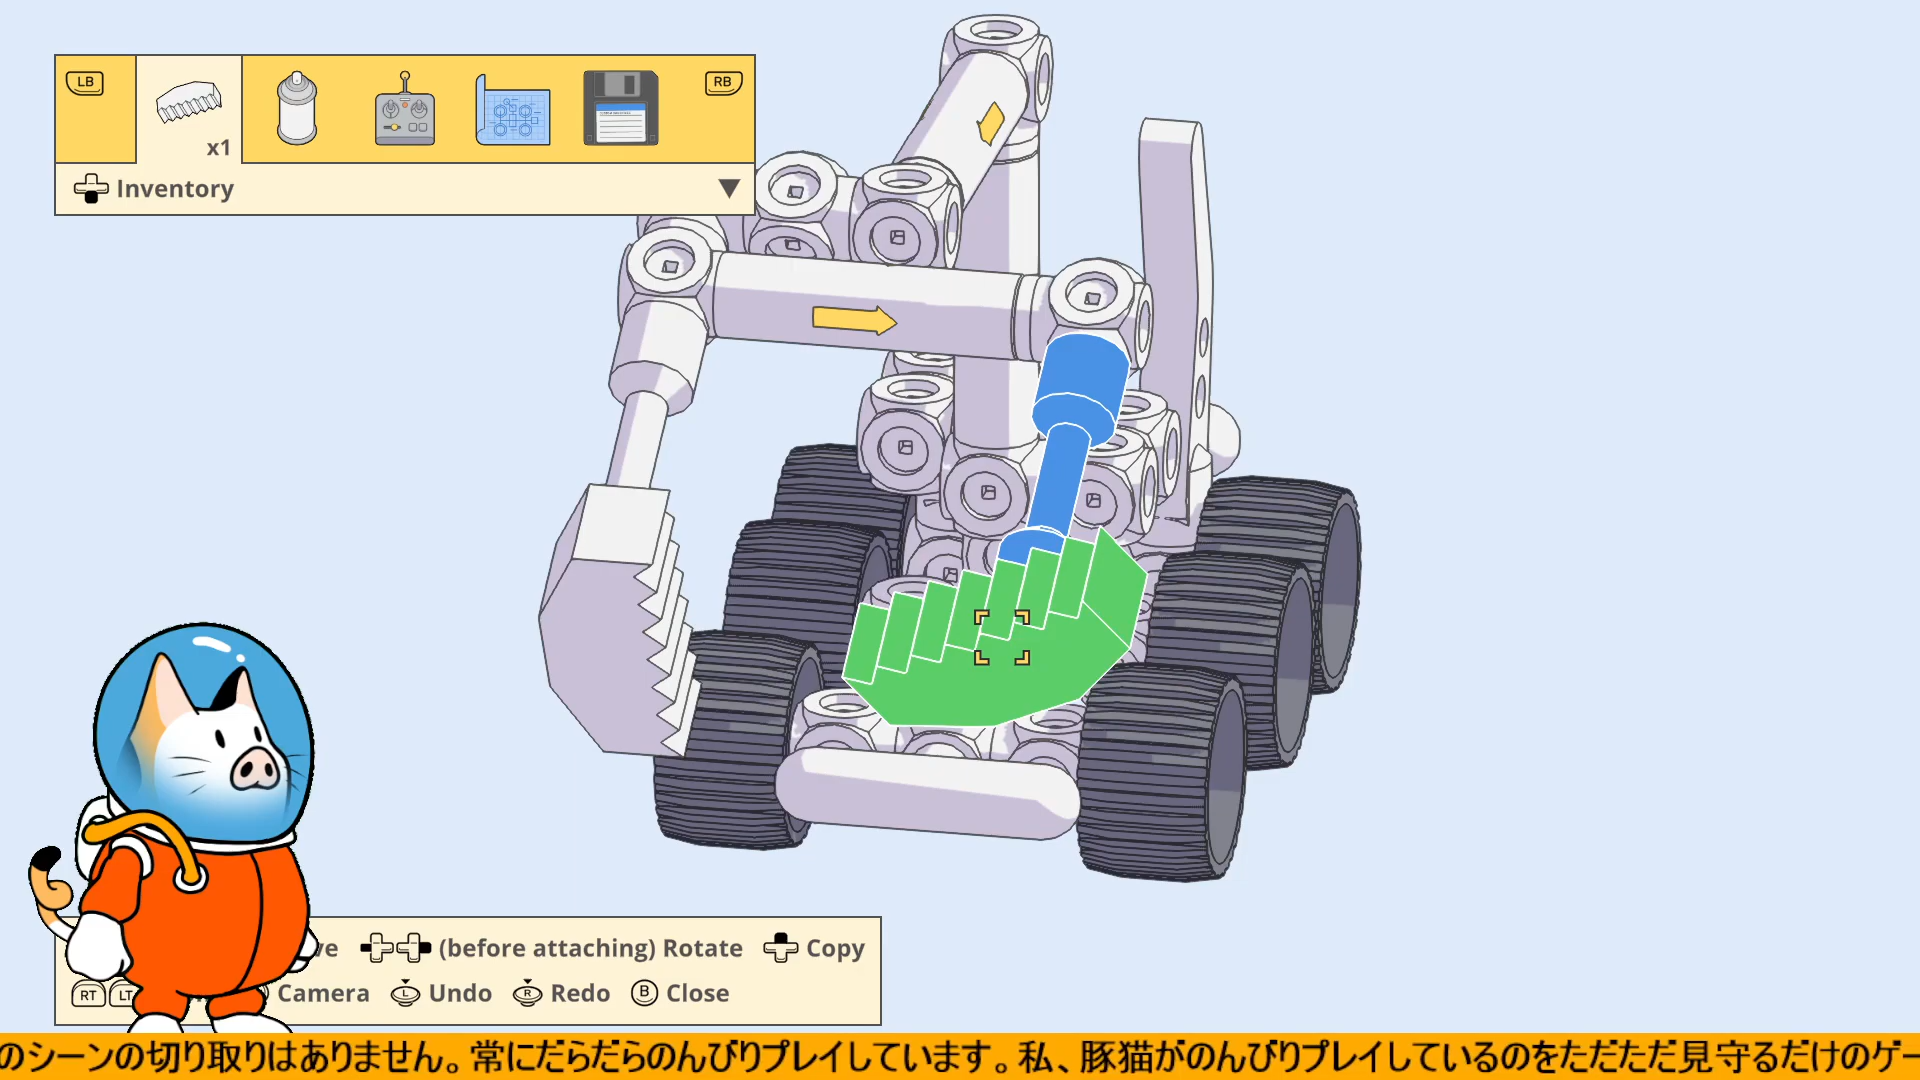 LB
RB
x1
Inventory
(before attaching) Rotate Copy
RT LT Camera L Undo R Redo B Close
のシーンの切り取りはありません。常にだらだらのんびりプレイしています。私、豚猫がのんびりプレイしているのをただただ見守るだけのゲー